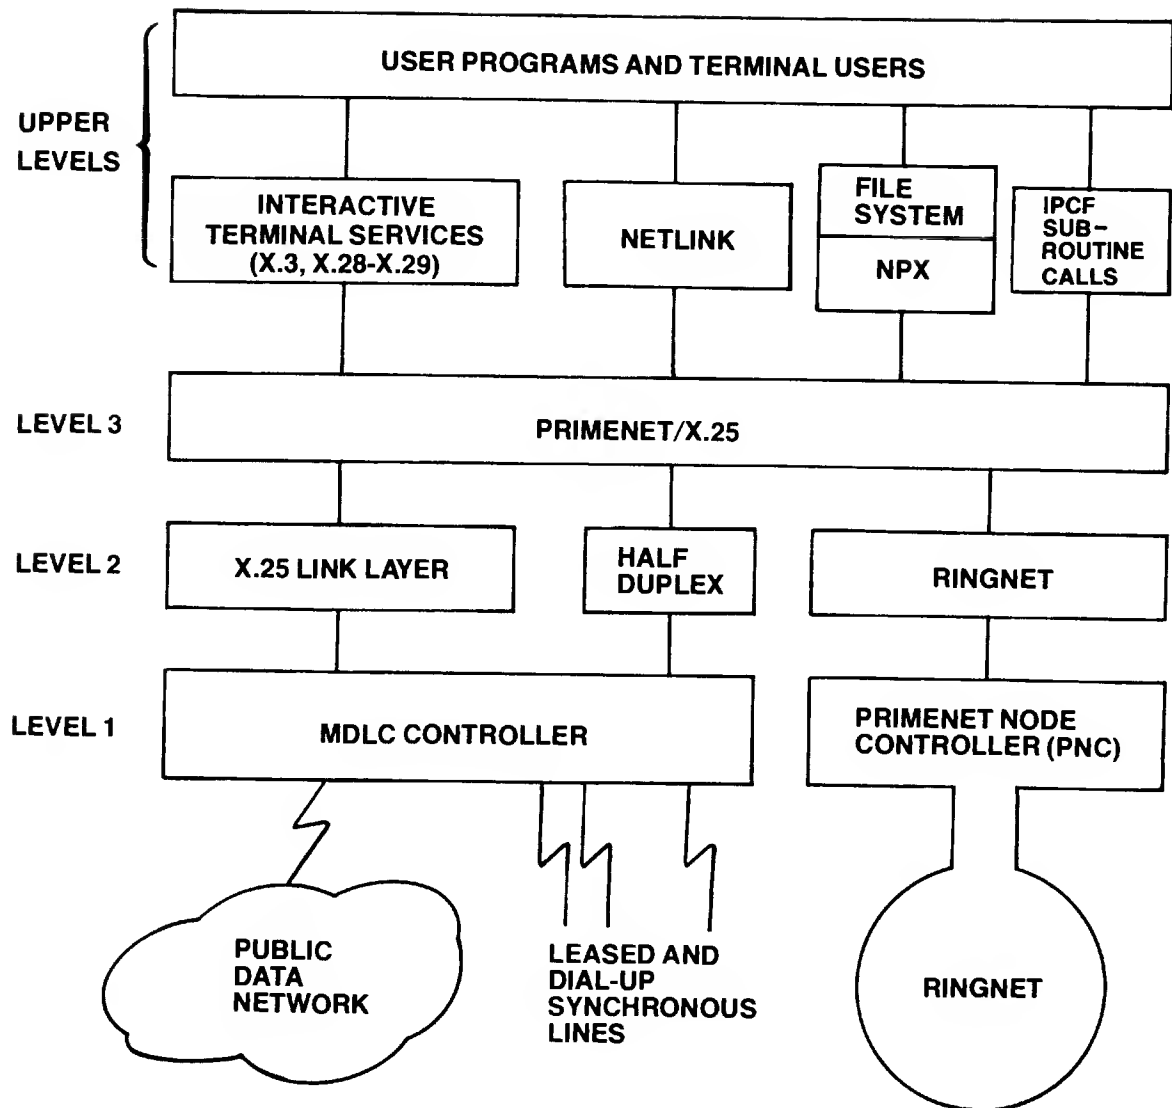 USER PROGRAMS AND TERMINAL USERS
UPPER
LEVELS
INTERACTIVE
TERMINAL SERVICES
(X.3, X.28-X.29)
NETLINK
FILE
SYSTEM
NPX
IPCF
SUB-
ROUTINE
CALLS
LEVEL 3
PRIMENET/X.25
LEVEL 2
X.25 LINK LAYER
HALF
DUPLEX
RINGNET
LEVEL 1
MDLC CONTROLLER
PRIMENET NODE
CONTROLLER (PNC)
PUBLIC
DATA
NETWORK
LEASED AND
DIAL-UP
SYNCHRONOUS
LINES
RINGNET